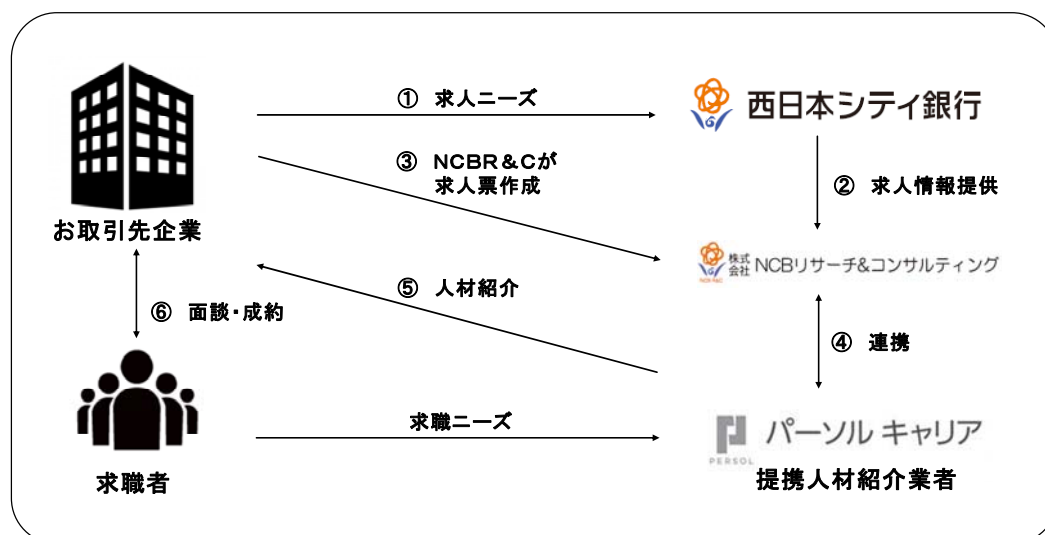 ① 求人ニーズ
西日本シティ銀行
③ NCBR&Cが
求人票作成
② 求人情報提供
お取引先企業
株式
会社 NCBリサーチ&コンサルティング
NCB R&C
⑤ 人材紹介
⑥ 面談・成約
④ 連携
求職ニーズ
パーソル キャリア
PERSOL
求職者
提携人材紹介業者